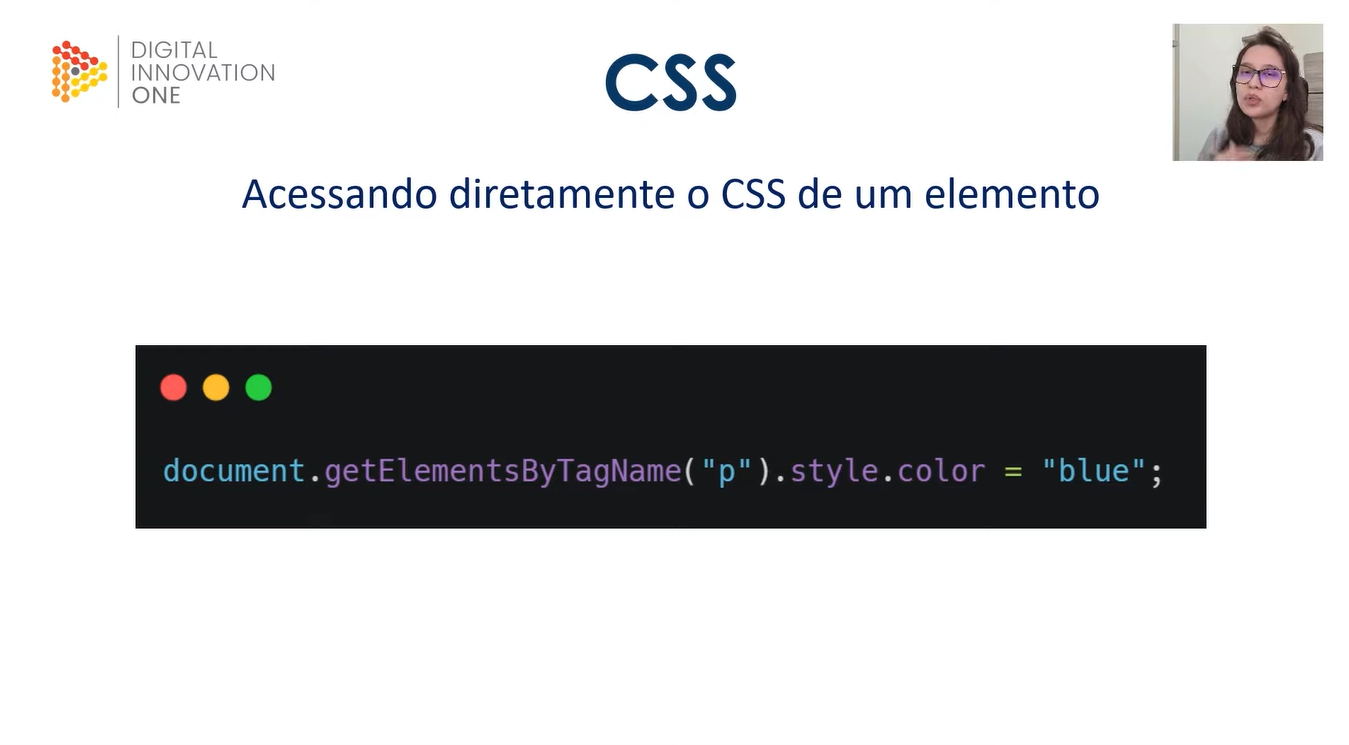 DIGITAL
INNOVATION
ONE
CSS
Acessando diretamente o CSS de um elemento
document.getElementsByTagName("p").style.color = "blue";